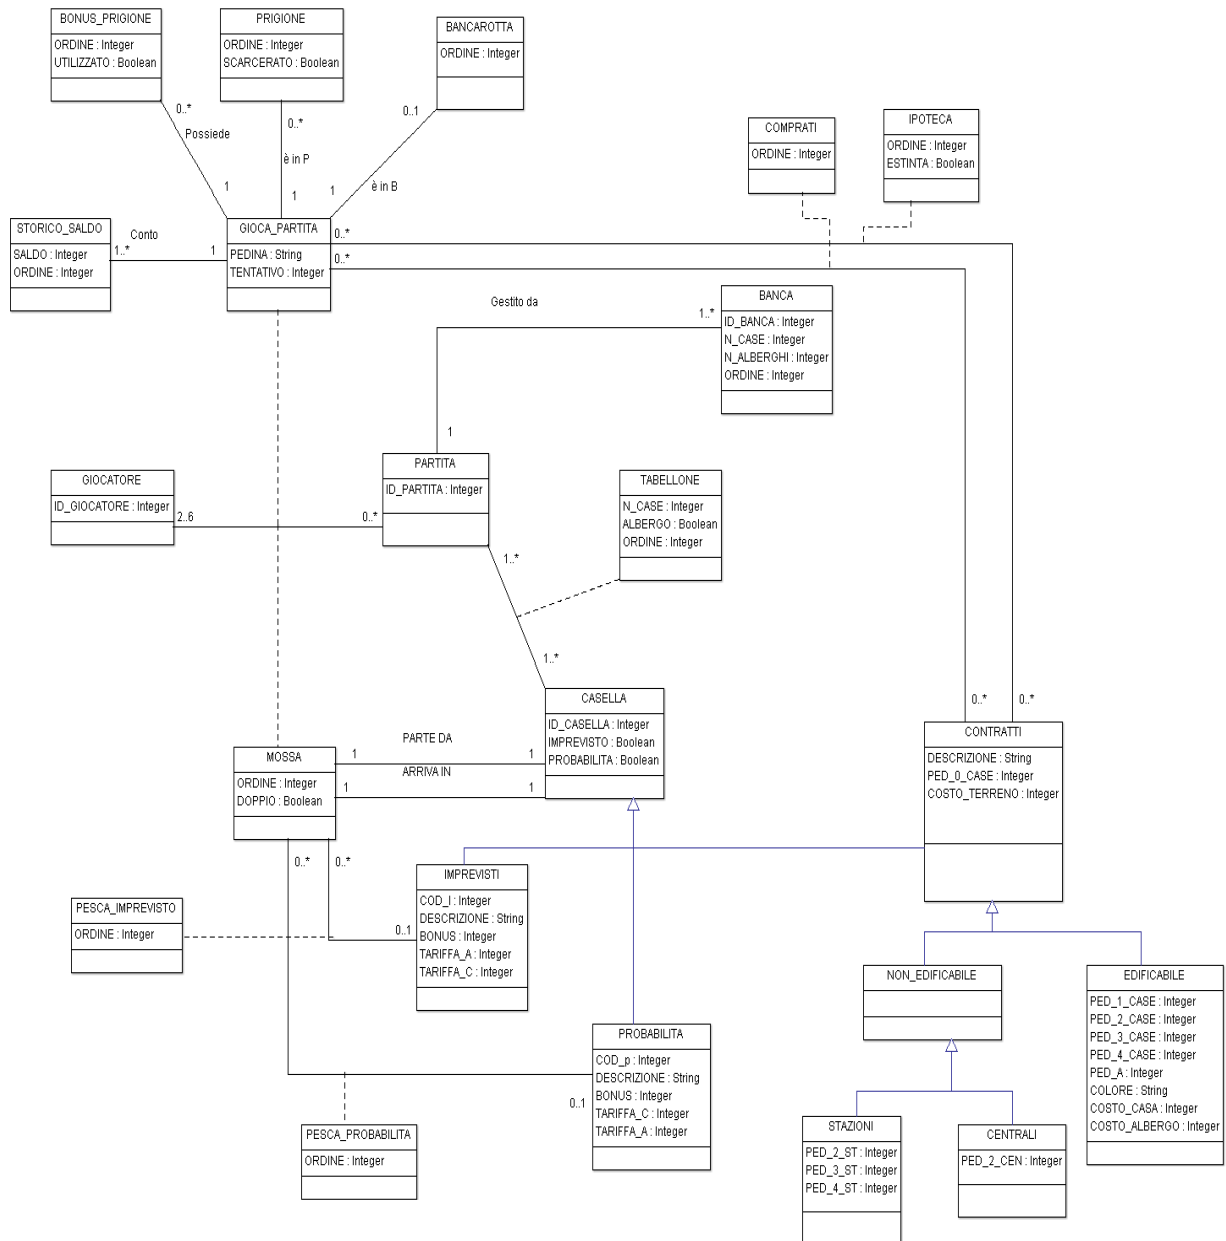 BONUS_PRIGIONE
ORDINE : Integer
UTILIZZATO : Boolean
PRIGIONE
ORDINE : Integer
SCARCERATO : Boolean
BANCAROTTA
ORDINE : Integer
0..*
0..*
0..1
Possiede
è in P
è in B
1
1
1
COMPRATI
ORDINE : Integer
IPOTECA
ORDINE : Integer
ESTINTA : Boolean
STORICO_SALDO
SALDO : Integer
ORDINE : Integer
Conto
1..*
1
GIOCA_PARTITA
PEDINA : String
TENTATIVO : Integer
0..*
0..*
Gestito da
1..*
BANCA
ID_BANCA : Integer
N_CASE : Integer
N_ALBERGHI : Integer
ORDINE : Integer
1
GIOCATORE
ID_GIOCATORE : Integer
2..6
0..*
PARTITA
ID_PARTITA : Integer
TABELLONE
N_CASE : Integer
ALBERGO : Boolean
ORDINE : Integer
1..*
1..*
CASELLA
ID_CASELLA : Integer
IMPREVISTO : Boolean
PROBABILITA : Boolean
0..*
0..*
CONTRATTI
DESCRIZIONE : String
PED_0_CASE : Integer
COSTO_TERRENO : Integer
PARTE DA
1
1
ARRIVA IN
1
1
MOSSA
ORDINE : Integer
DOPPIO : Boolean
0..*
0..*
PESCA_IMPREVISTO
ORDINE : Integer
0..1
IMPREVISTI
COD_I : Integer
DESCRIZIONE : String
BONUS : Integer
TARIFFA_A : Integer
TARIFFA_C : Integer
NON_EDIFICABILE
EDIFICABILE
PED_1_CASE : Integer
PED_2_CASE : Integer
PED_3_CASE : Integer
PED_4_CASE : Integer
PED_A : Integer
COLORE : String
COSTO_CASA : Integer
COSTO_ALBERGO : Integer
PROBABILITA
COD_p : Integer
DESCRIZIONE : String
BONUS : Integer
TARIFFA_C : Integer
TARIFFA_A : Integer
0..1
PESCA_PROBABILITA
ORDINE : Integer
STAZIONI
PED_2_ST : Integer
PED_3_ST : Integer
PED_4_ST : Integer
CENTRALI
PED_2_CEN : Integer